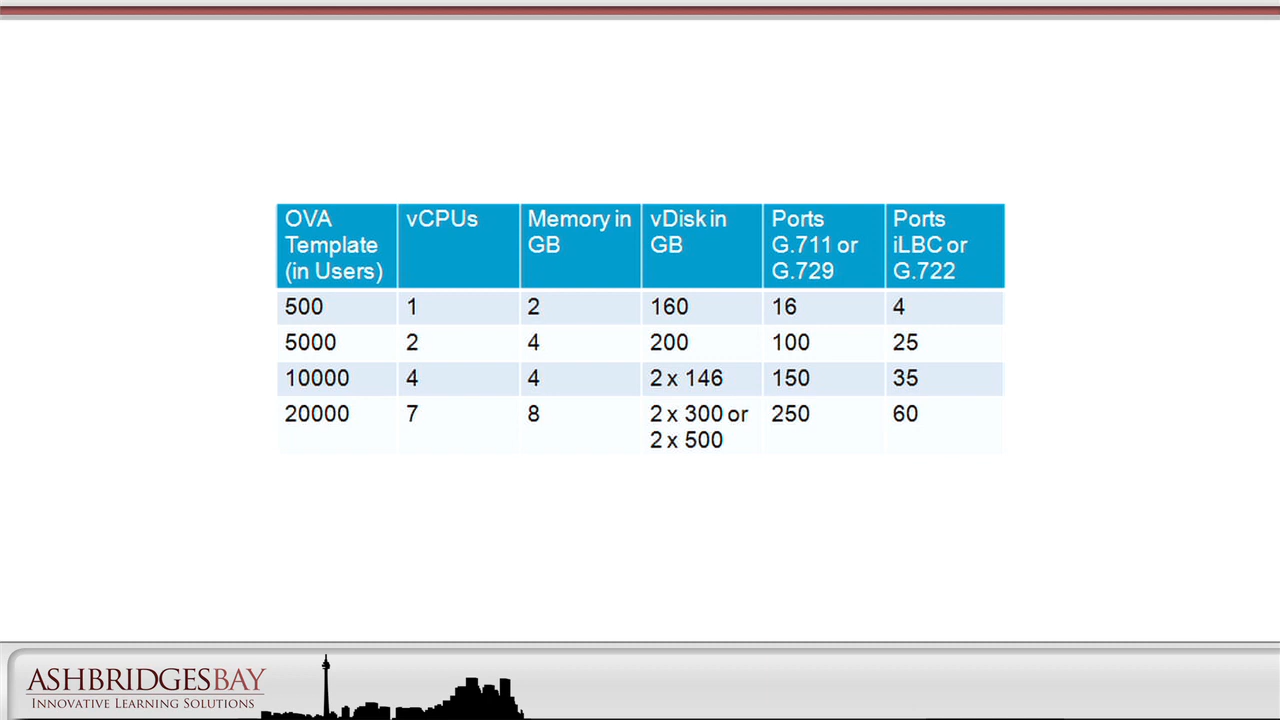 OVA Template (in Users) vCPUs Memory in GB vDisk in GB Ports G.711 or G.729 Ports iLBC or G.722
500 1 2 160 16 4
5000 2 4 200 100 25
10000 4 4 2 x 146 150 35
20000 7 8 2 x 300 or 2 x 500 250 60
ASHBRIDGESBAY
INNOVATIVE LEARNING SOLUTIONS